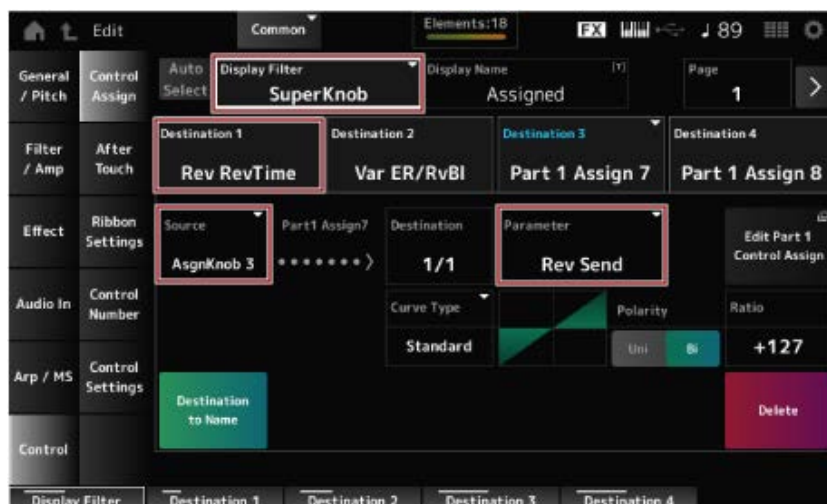 Edit
Common
Elements:18
FX
♩ 89
General / Pitch
Control Assign
Auto Select
Display Filter
SuperKnob
Display Name
[T]
Assigned
Page
1
Filter / Amp
After Touch
Destination 1
Rev RevTime
Destination 2
Var ER/RvBl
Destination 3
Part 1 Assign 7
Destination 4
Part 1 Assign 8
Effect
Ribbon Settings
Source
AsgnKnob 3
Part1 Assign7
Destination
1/1
Parameter
Rev Send
Edit Part 1
Control Assign
Audio In
Control Number
Curve Type
Standard
Polarity
Uni
Bi
Ratio
+127
Arp / MS
Control Settings
Destination
to Name
Delete
Control
Display Filter
Destination 1
Destination 2
Destination 3
Destination 4